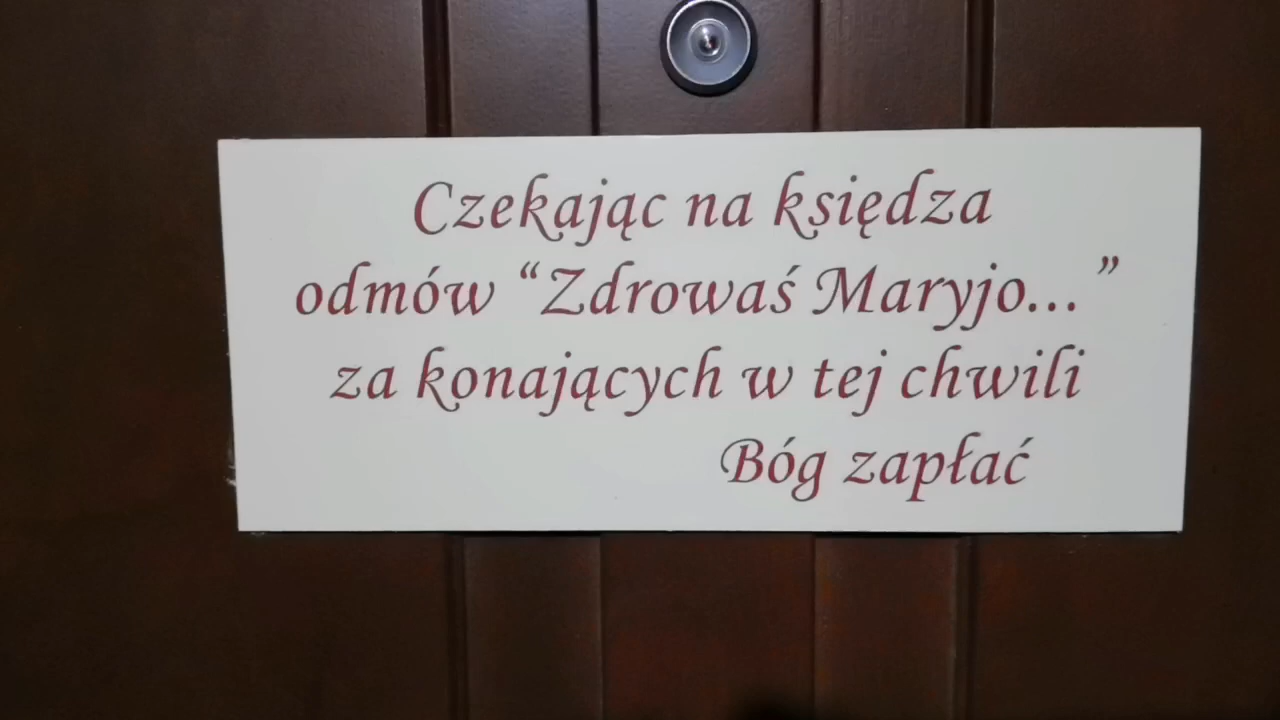 Czekając na księdza
odmów “Zdrowaś Maryjo... ”
za konających w tej chwili
Bóg zapłać